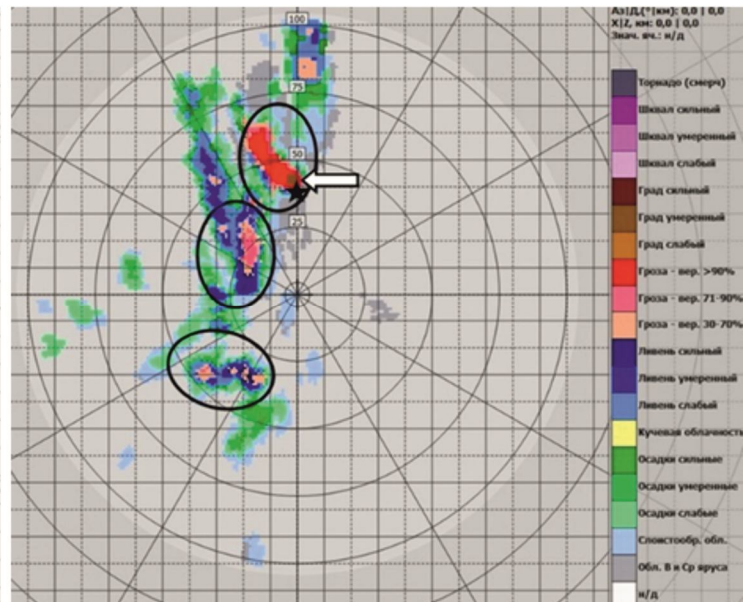 Аз|Д,(°|км): 0,0 | 0,0
X|Z, км: 0,0 | 0,0
Знач. яч.: н/д
100
75
50
25
Торнадо (смерч)
Шквал сильный
Шквал умеренный
Шквал слабый
Град сильный
Град умеренный
Град слабый
Гроза - вер. >90%
Гроза - вер. 71-90%
Гроза - вер. 30-70%
Ливень сильный
Ливень умеренный
Ливень слабый
Кучевая облачность
Осадки сильные
Осадки умеренные
Осадки слабые
Слоистообр. обл.
Обл. В и Ср яруса
н/д